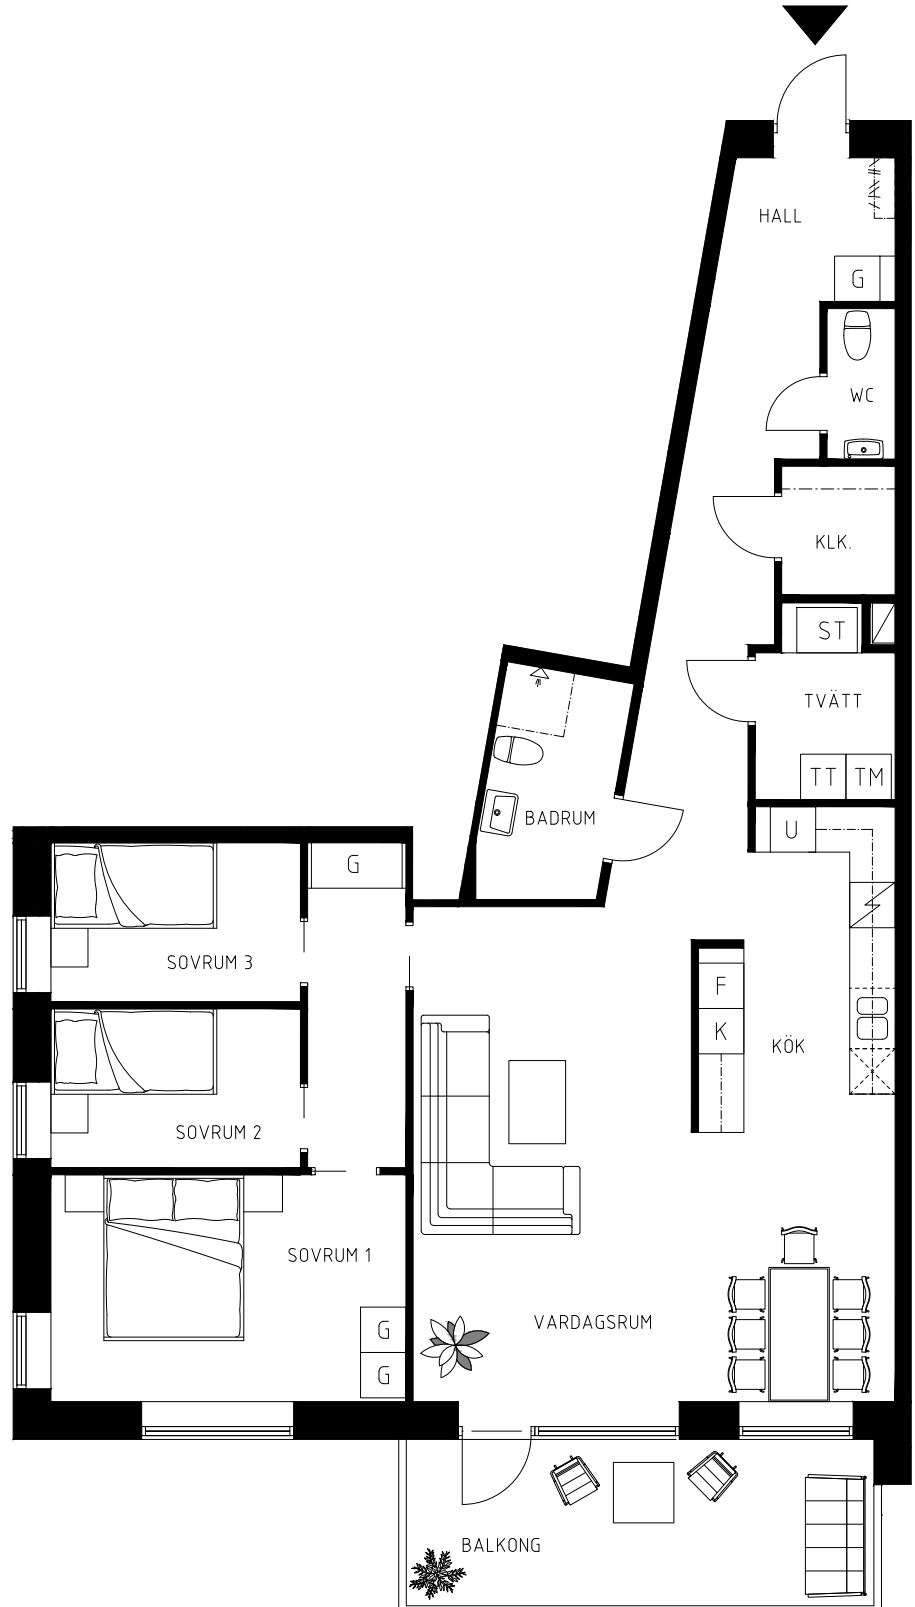 HALL
G
WC
KLK.
ST
TVÄTT
TT TM
BADRUM
U
G
SOVRUM 3
F
K
KÖK
SOVRUM 2
SOVRUM 1
VARDAGSRUM
G
G
BALKONG